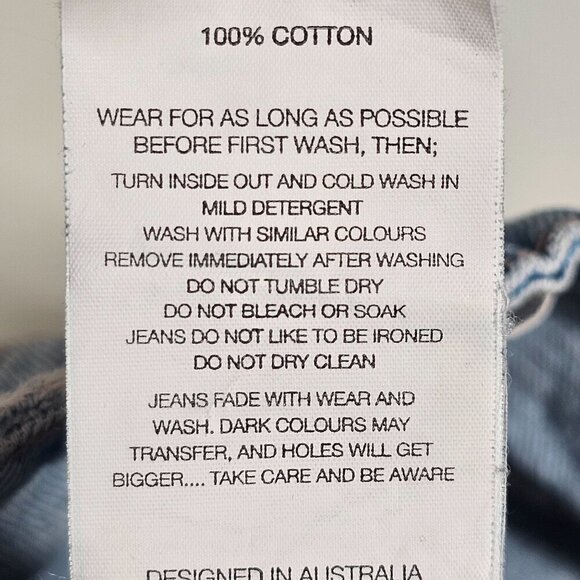 100% COTTON
WEAR FOR AS LONG AS POSSIBLE
BEFORE FIRST WASH, THEN;
TURN INSIDE OUT AND COLD WASH IN
MILD DETERGENT
WASH WITH SIMILAR COLOURS
REMOVE IMMEDIATELY AFTER WASHING
DO NOT TUMBLE DRY
DO NOT BLEACH OR SOAK
JEANS DO NOT LIKE TO BE IRONED
DO NOT DRY CLEAN
JEANS FADE WITH WEAR AND
WASH. DARK COLOURS MAY
TRANSFER, AND HOLES WILL GET
BIGGER.... TAKE CARE AND BE AWARE
DESIGNED IN AUSTRALIA